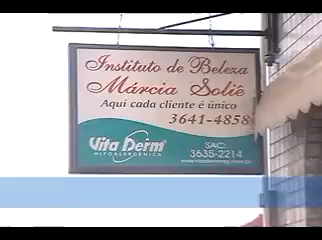 Instituto de Beleza
Márcia Soliê
Aqui cada cliente é único
3641-4858
Vita Derm
HIPOALERGÊNICA
SAC:
3635-2214